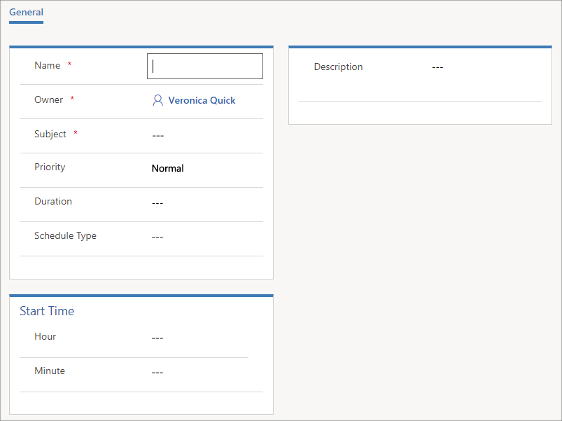 General
Name *
Owner * Veronica Quick
Subject * ---
Priority Normal
Duration ---
Schedule Type ---
Description ---
Start Time
Hour ---
Minute ---